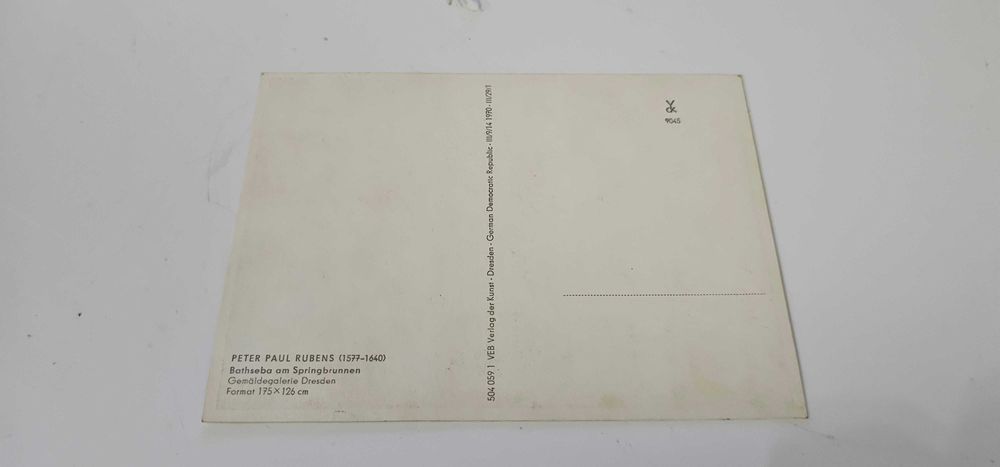 PETER PAUL RUBENS (1577–1640)
Bathseba am Springbrunnen
Gemäldegalerie Dresden
Format 175 × 126 cm
504 059.1 VEB Verlag der Kunst · Dresden · German Democratic Republic · III/9/14 1970 · III/29/1
VdK
9045